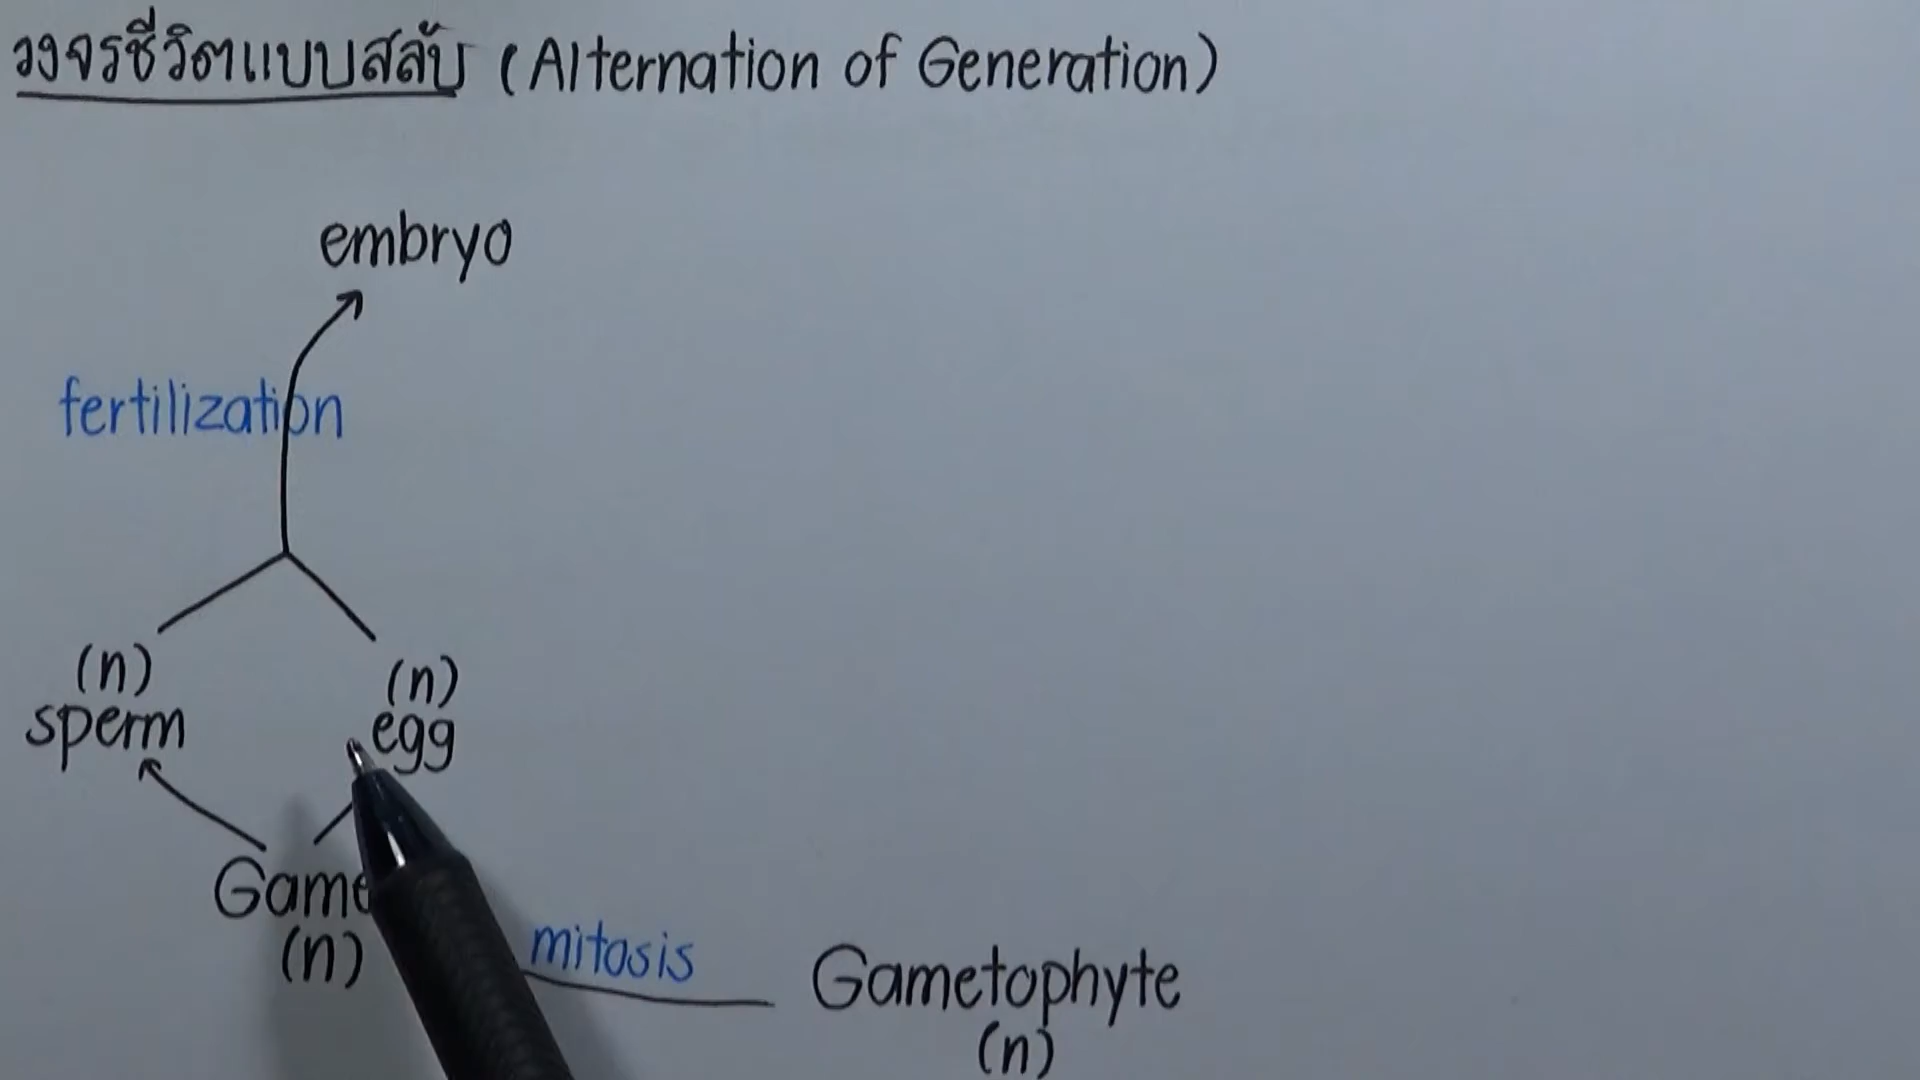 วงจรชีวิตแบบสลับ (Alternation of Generation)
embryo
fertilization
(n)
sperm
(n)
egg
Game
(n)
mitosis
Gametophyte
(n)